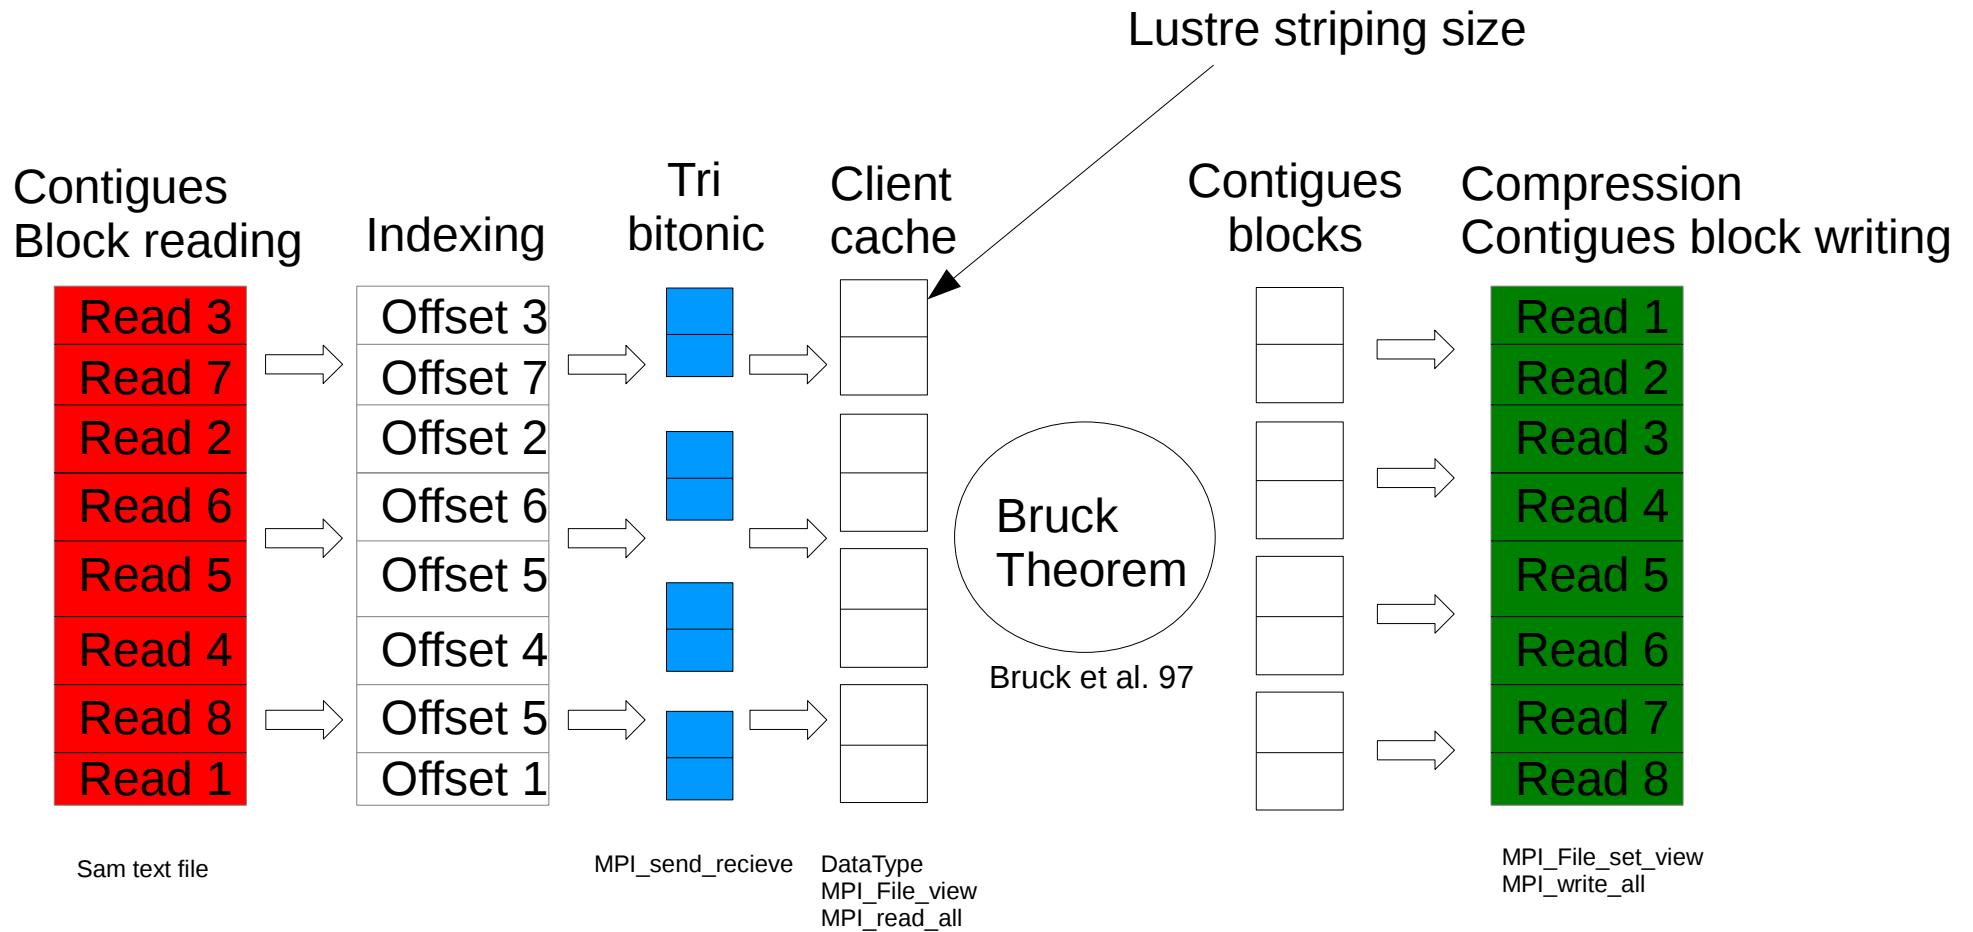 Lustre striping size
Contigues
Block reading
Indexing
Tri
bitonic
Client
cache
Contigues
blocks
Compression
Contigues block writing
Read 3
Read 7
Read 2
Read 6
Read 5
Read 4
Read 8
Read 1
Offset 3
Offset 7
Offset 2
Offset 6
Offset 5
Offset 4
Offset 5
Offset 1
Bruck
Theorem
Bruck et al. 97
Read 1
Read 2
Read 3
Read 4
Read 5
Read 6
Read 7
Read 8
Sam text file
MPI_send_recieve
DataType
MPI_File_view
MPI_read_all
MPI_File_set_view
MPI_write_all